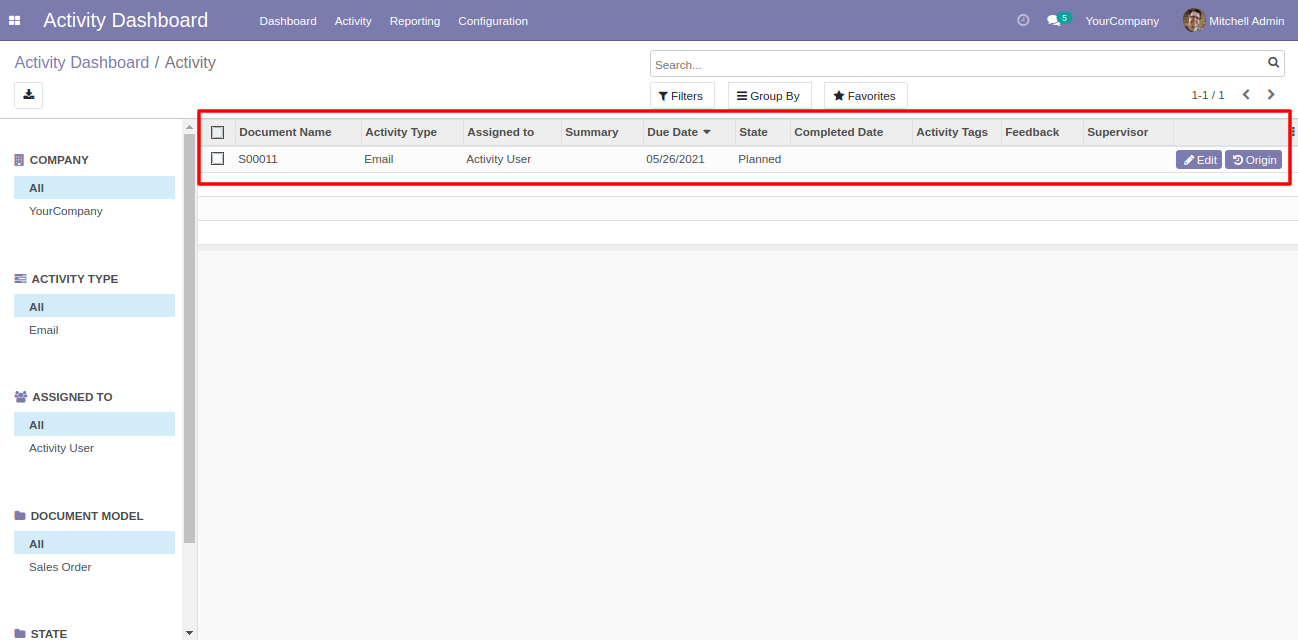 Activity Dashboard Dashboard Activity Reporting Configuration 5 YourCompany Mitchell Admin
Activity Dashboard / Activity
Search...
Filters Group By Favorites 1-1 / 1
Document Name Activity Type Assigned to Summary Due Date State Completed Date Activity Tags Feedback Supervisor
S00011 Email Activity User 05/26/2021 Planned Edit Origin
COMPANY
All
YourCompany
ACTIVITY TYPE
All
Email
ASSIGNED TO
All
Activity User
DOCUMENT MODEL
All
Sales Order
STATE